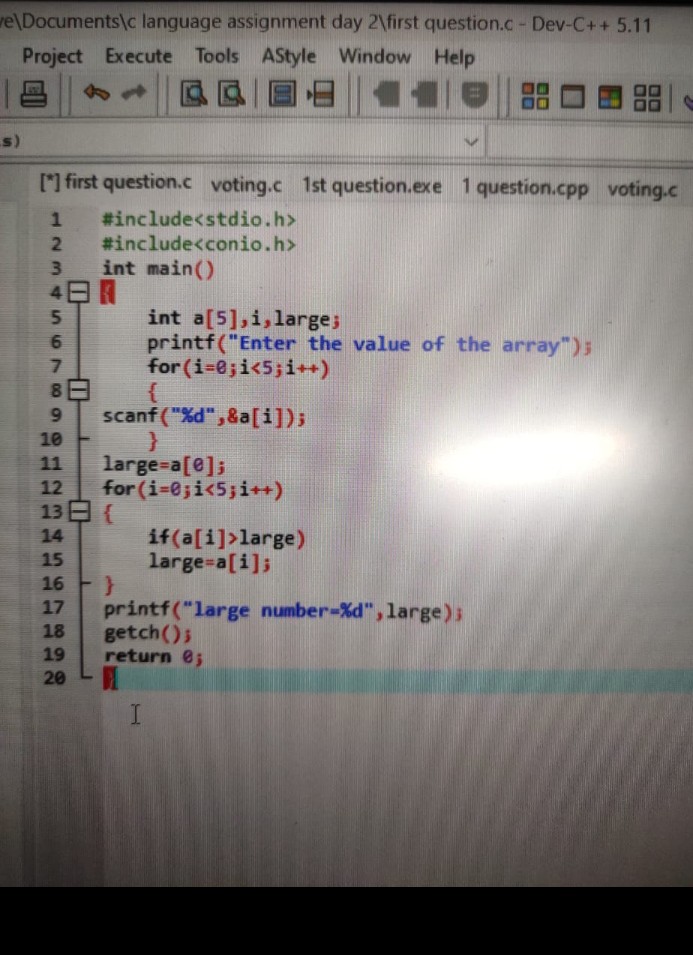 ve\Documents\c language assignment day 2\first question.c - Dev-C++ 5.11
Project Execute Tools AStyle Window Help
s)
[*] first question.c voting.c 1st question.exe 1 question.cpp voting.c
1 #include<stdio.h>
2 #include<conio.h>
3 int main()
4 {
5 int a[5],i,large;
6 printf("Enter the value of the array");
7 for(i=0;i<5;i++)
8 {
9 scanf("%d",&a[i]);
10 }
11 large=a[0];
12 for(i=0;i<5;i++)
13 {
14 if(a[i]>large)
15 large=a[i];
16 }
17 printf("large number=%d",large);
18 getch();
19 return 0;
20 }